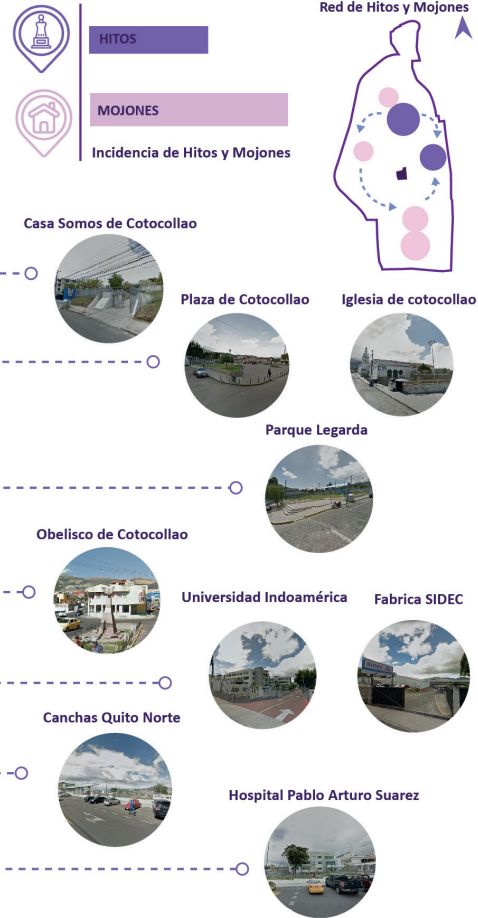 Red de Hitos y Mojones
HITOS
MOJONES
Incidencia de Hitos y Mojones
Casa Somos de Cotocollao
Plaza de Cotocollao
Iglesia de cotocollao
Parque Legarda
Obelisco de Cotocollao
Universidad Indoamérica
Fabrica SIDEC
SIDEC
Canchas Quito Norte
Hospital Pablo Arturo Suarez